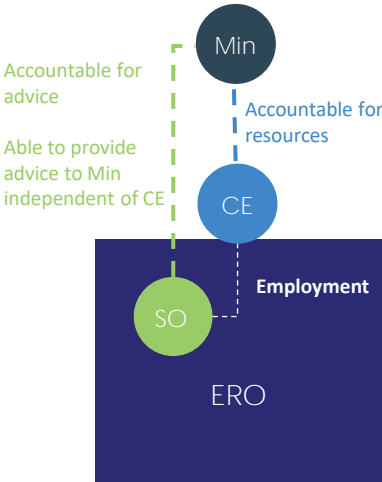 Min
Accountable for
advice
Accountable for
resources
Able to provide
advice to Min
independent of CE
CE
Employment
SO
ERO